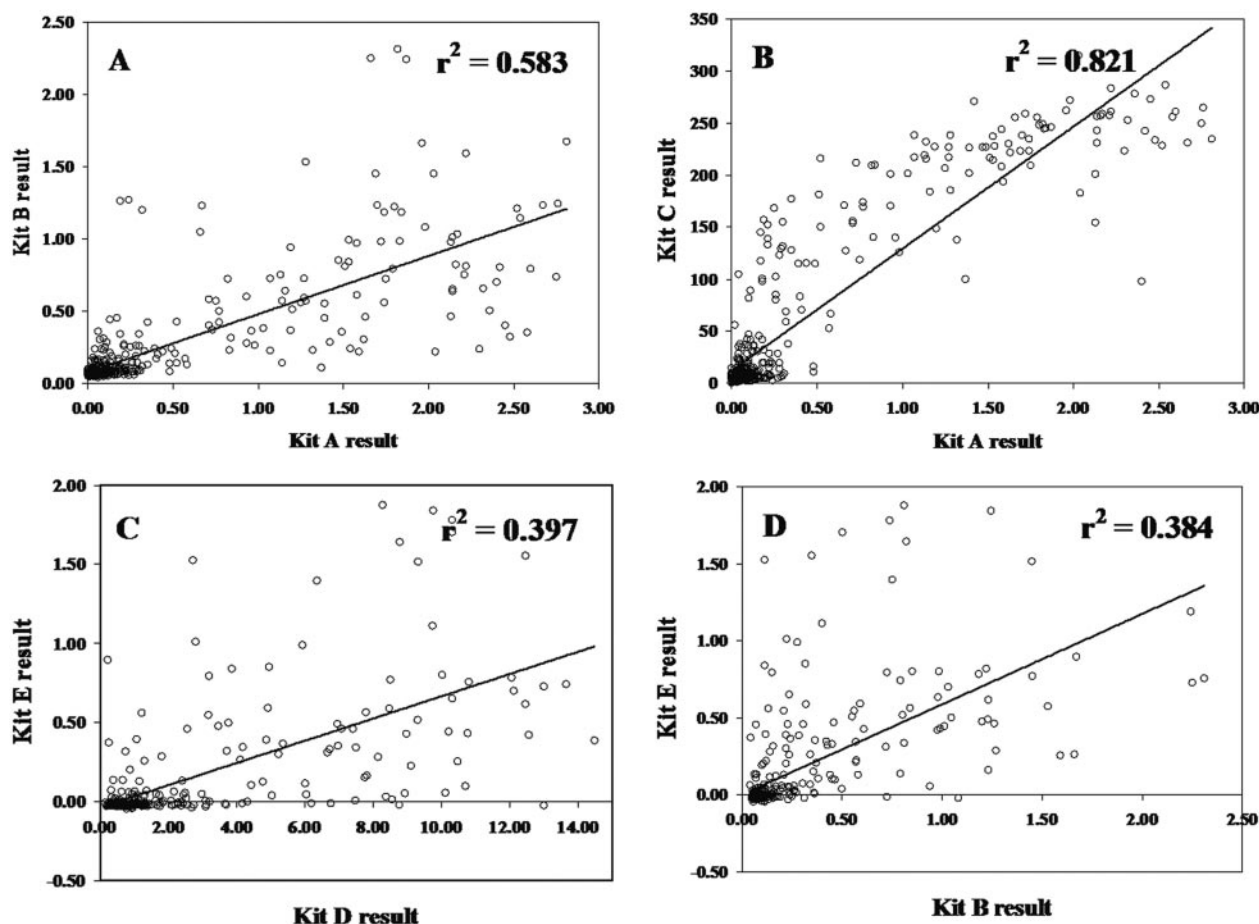 A
r² = 0.583
2.50
2.00
1.50
1.00
0.50
0.00
Kit B result
0.00 0.50 1.00 1.50 2.00 2.50 3.00
Kit A result
B
r² = 0.821
350
300
250
200
150
100
50
0
Kit C result
0.00 0.50 1.00 1.50 2.00 2.50 3.00
Kit A result
C
r² = 0.397
2.00
1.50
1.00
0.50
0.00
-0.50
Kit E result
0.00 2.00 4.00 6.00 8.00 10.00 12.00 14.00
Kit D result
D
r² = 0.384
2.00
1.50
1.00
0.50
0.00
-0.50
Kit E result
0.00 0.50 1.00 1.50 2.00 2.50
Kit B result